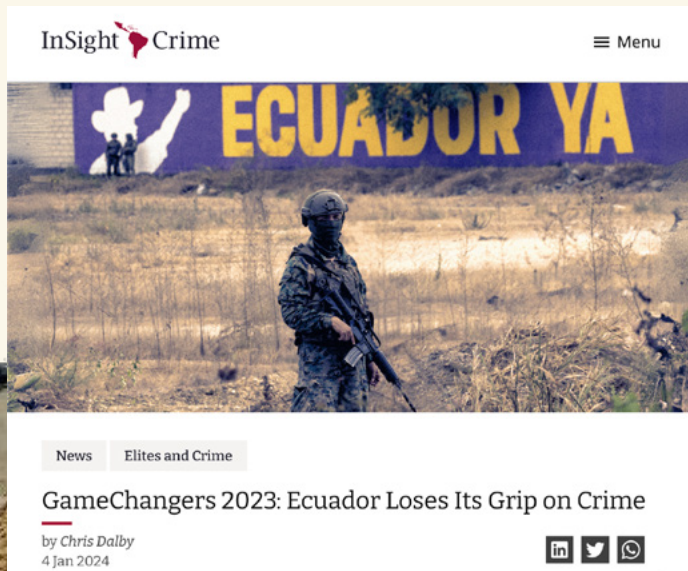 InSight Crime
Menu
ECUADOR YA
News Elites and Crime
GameChangers 2023: Ecuador Loses Its Grip on Crime
by Chris Dalby
4 Jan 2024
in